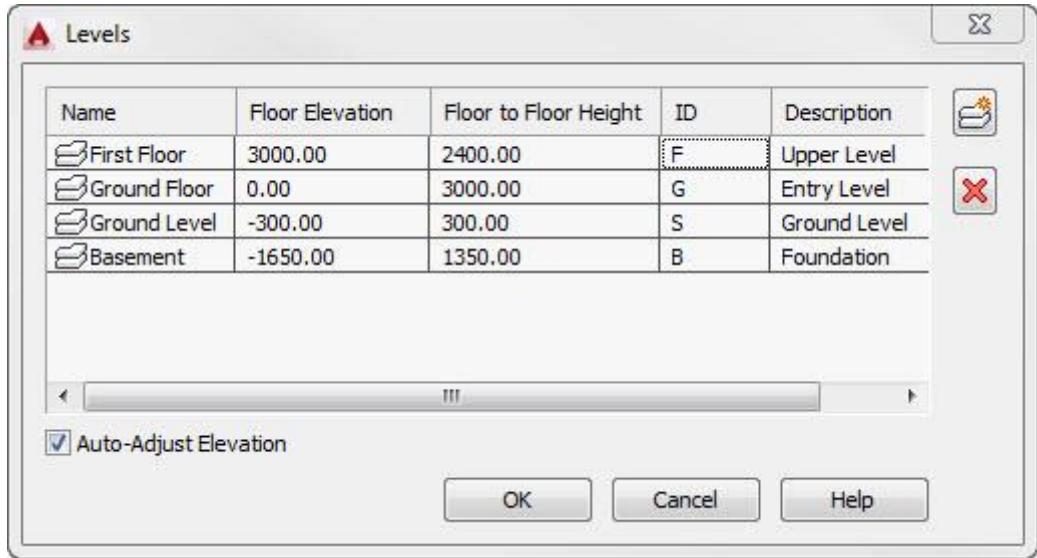 Levels
Name Floor Elevation Floor to Floor Height ID Description
First Floor 3000.00 2400.00 F Upper Level
Ground Floor 0.00 3000.00 G Entry Level
Ground Level -300.00 300.00 S Ground Level
Basement -1650.00 1350.00 B Foundation
Auto-Adjust Elevation
OK Cancel Help